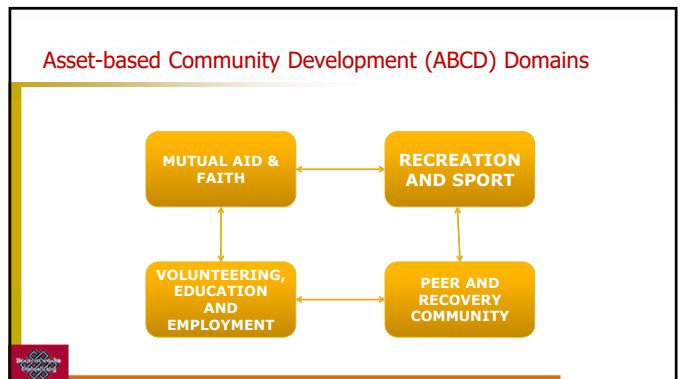 Asset-based Community Development (ABCD) Domains
MUTUAL AID &
FAITH
RECREATION
AND SPORT
VOLUNTEERING,
EDUCATION
AND
EMPLOYMENT
PEER AND
RECOVERY
COMMUNITY